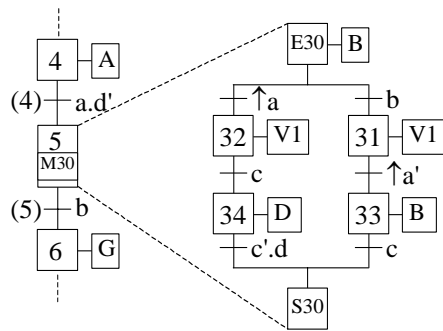 4 A
(4) a.d'
5
M30
(5) b
6 G
E30 B
↑a b
32 V1 31 V1
c ↑a'
34 D 33 B
c'.d c
S30